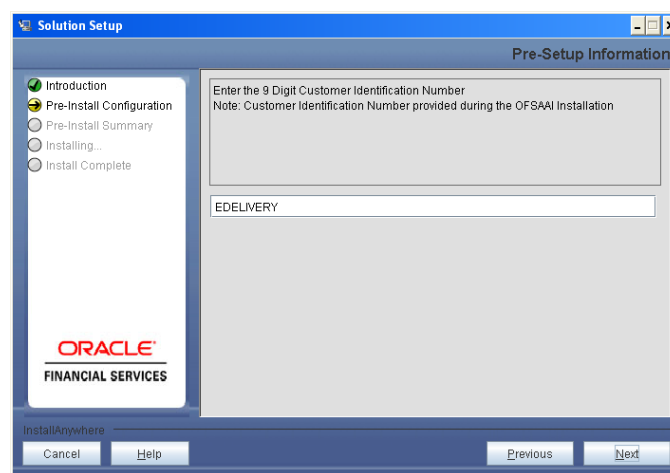 Solution Setup
Pre-Setup Information
Introduction
Pre-Install Configuration
Pre-Install Summary
Installing...
Install Complete
Enter the 9 Digit Customer Identification Number
Note: Customer Identification Number provided during the OFSAAI Installation
EDELIVERY
ORACLE
FINANCIAL SERVICES
InstallAnywhere
Cancel
Help
Previous
Next